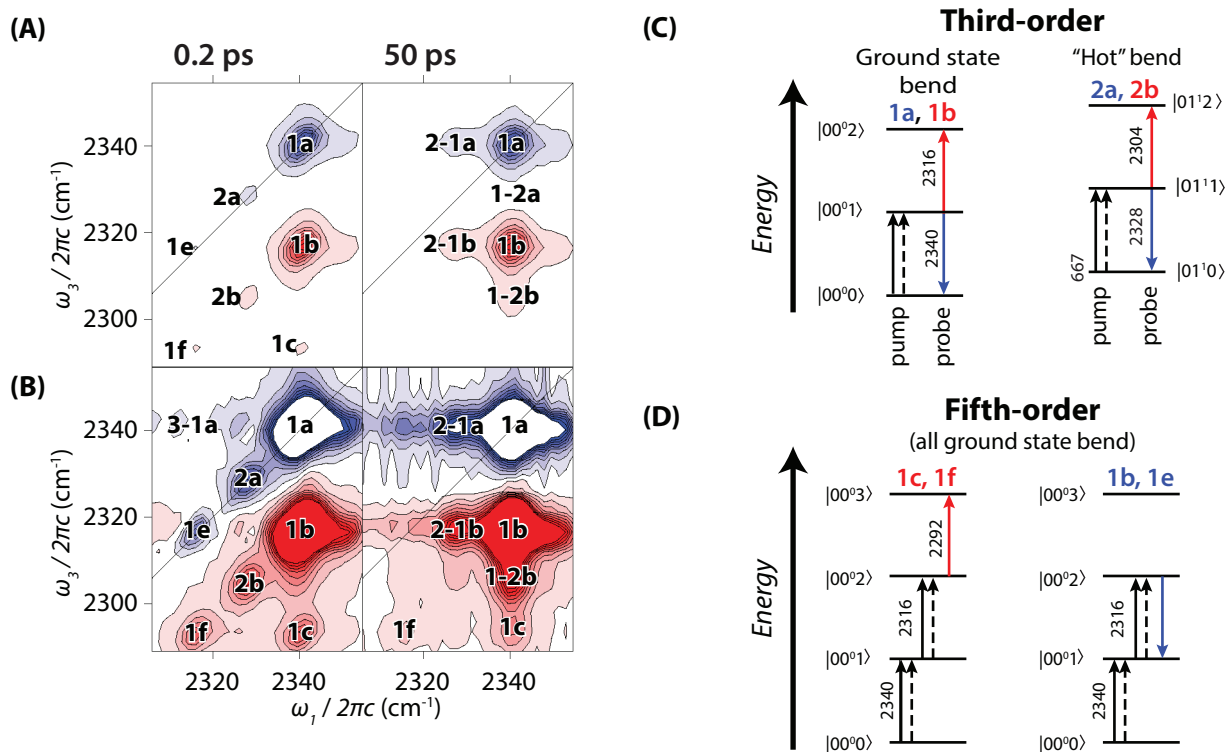 (A)
0.2 ps 50 ps
2340
2320
2300
ω3 / 2πc (cm⁻¹)
1a
2a
1e
1b
2b
1f
1c
2-1a
1a
1-2a
2-1b
1b
1-2b
(B)
2340
2320
2300
ω3 / 2πc (cm⁻¹)
3-1a
1a
2a
1e
1b
2b
1f
1c
2-1a
1a
2-1b
1b
1-2b
1f
1c
2320 2340 2320 2340
ω1 / 2πc (cm⁻¹)
(C)
Third-order
Ground state
bend
1a, 1b
"Hot" bend
2a, 2b
Energy
|00⁰2⟩
2316
|00⁰1⟩
2340
|00⁰0⟩
pump
probe
|01¹2⟩
2304
|01¹1⟩
2328
667
|01¹0⟩
pump
probe
(D)
Fifth-order
(all ground state bend)
1c, 1f
1b, 1e
Energy
|00⁰3⟩
2292
|00⁰2⟩
2316
|00⁰1⟩
2340
|00⁰0⟩
|00⁰3⟩
|00⁰2⟩
2316
|00⁰1⟩
2340
|00⁰0⟩